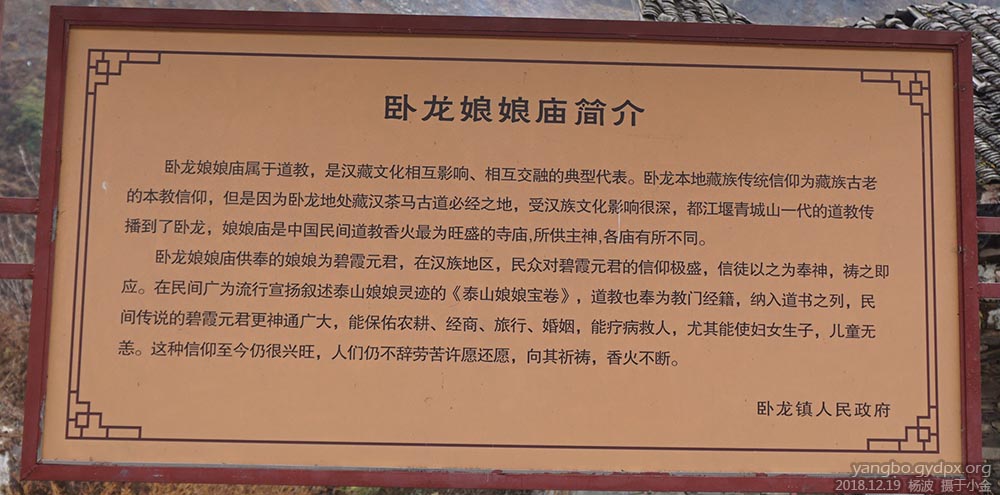 卧龙娘娘庙简介
卧龙娘娘庙属于道教，是汉藏文化相互影响、相互交融的典型代表。卧龙本地藏族传统信仰为藏族古老
的本教信仰，但是因为卧龙地处藏汉茶马古道必经之地，受汉族文化影响很深，都江堰青城山一代的道教传
播到了卧龙，娘娘庙是中国民间道教香火最为旺盛的寺庙,所供主神,各庙有所不同。
卧龙娘娘庙供奉的娘娘为碧霞元君，在汉族地区，民众对碧霞元君的信仰极盛，信徒以之为奉神，祷之即
应。在民间广为流行宣扬叙述泰山娘娘灵迹的《泰山娘娘宝卷》，道教也奉为教门经籍，纳入道书之列，民
间传说的碧霞元君更神通广大，能保佑农耕、经商、旅行、婚姻，能疗病救人，尤其能使妇女生子，儿童无
恙。这种信仰至今仍很兴旺，人们仍不辞劳苦许愿还愿，向其祈祷，香火不断。
卧龙镇人民政府
yangbo.gydpx.org
2018.12.19 杨波 摄于小金